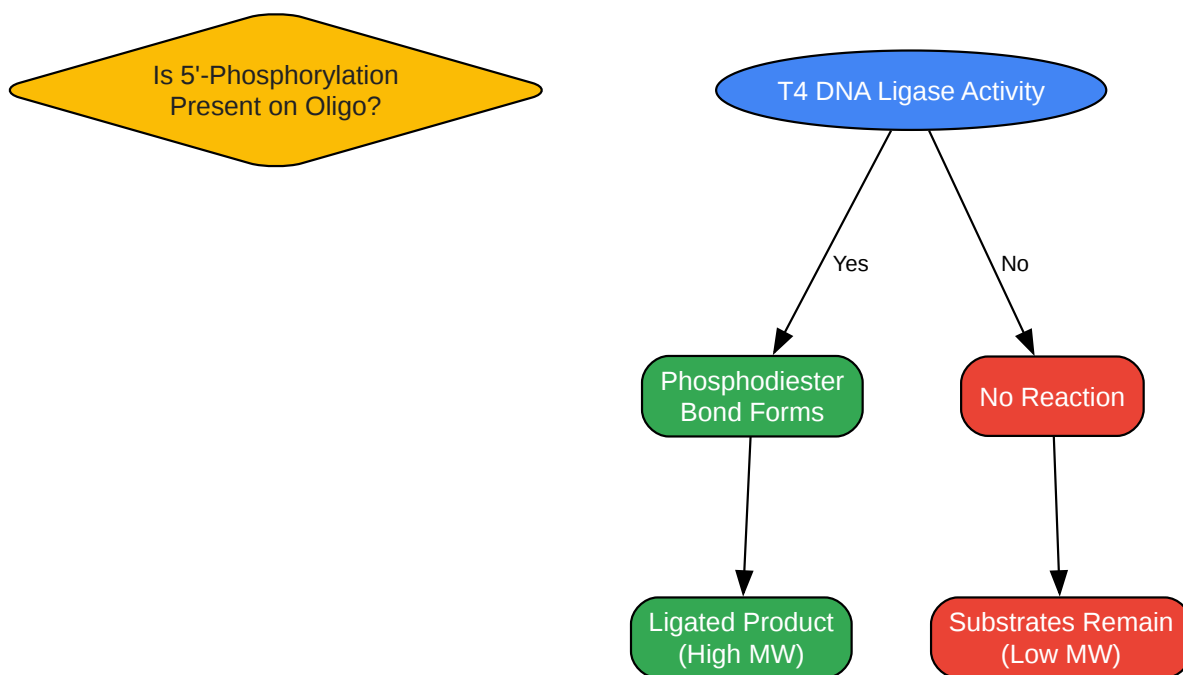 Is 5'-Phosphorylation
Present on Oligo?
T4 DNA Ligase Activity
Yes
No
Phosphodiester
Bond Forms
No Reaction
Ligated Product
(High MW)
Substrates Remain
(Low MW)